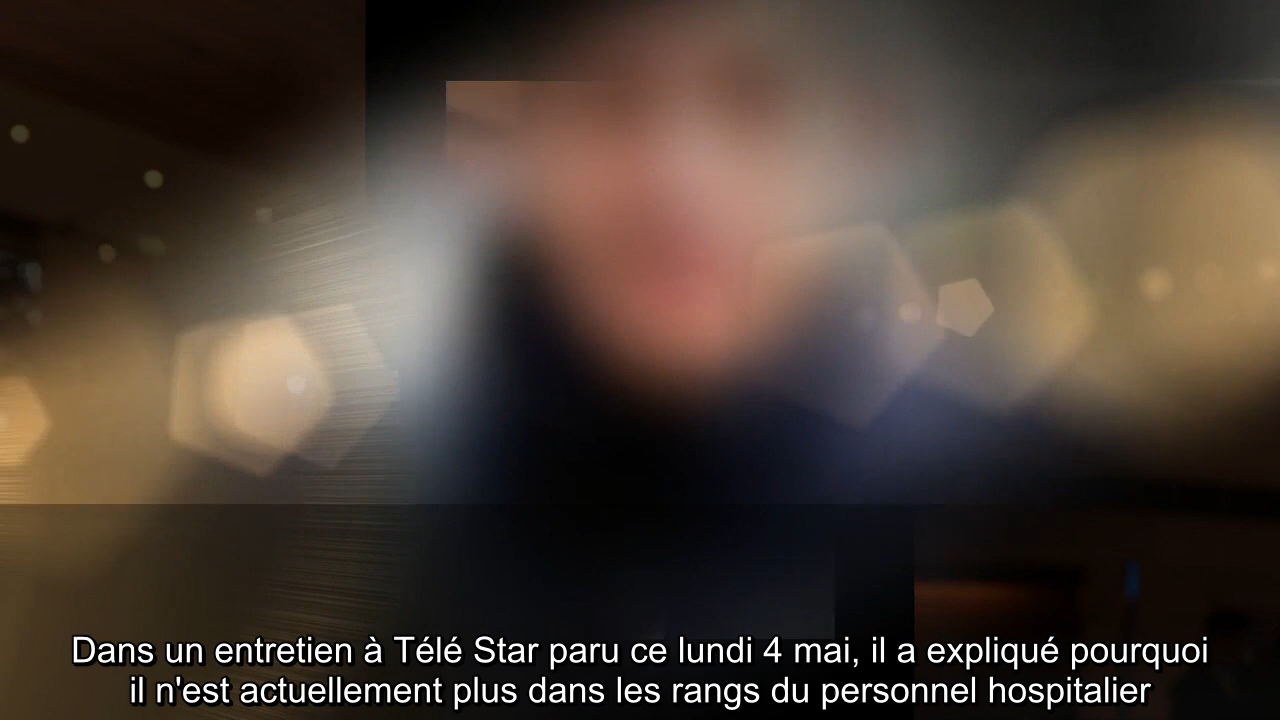 Dans un entretien à Télé Star paru ce lundi 4 mai, il a expliqué pourquoi
il n'est actuellement plus dans les rangs du personnel hospitalier